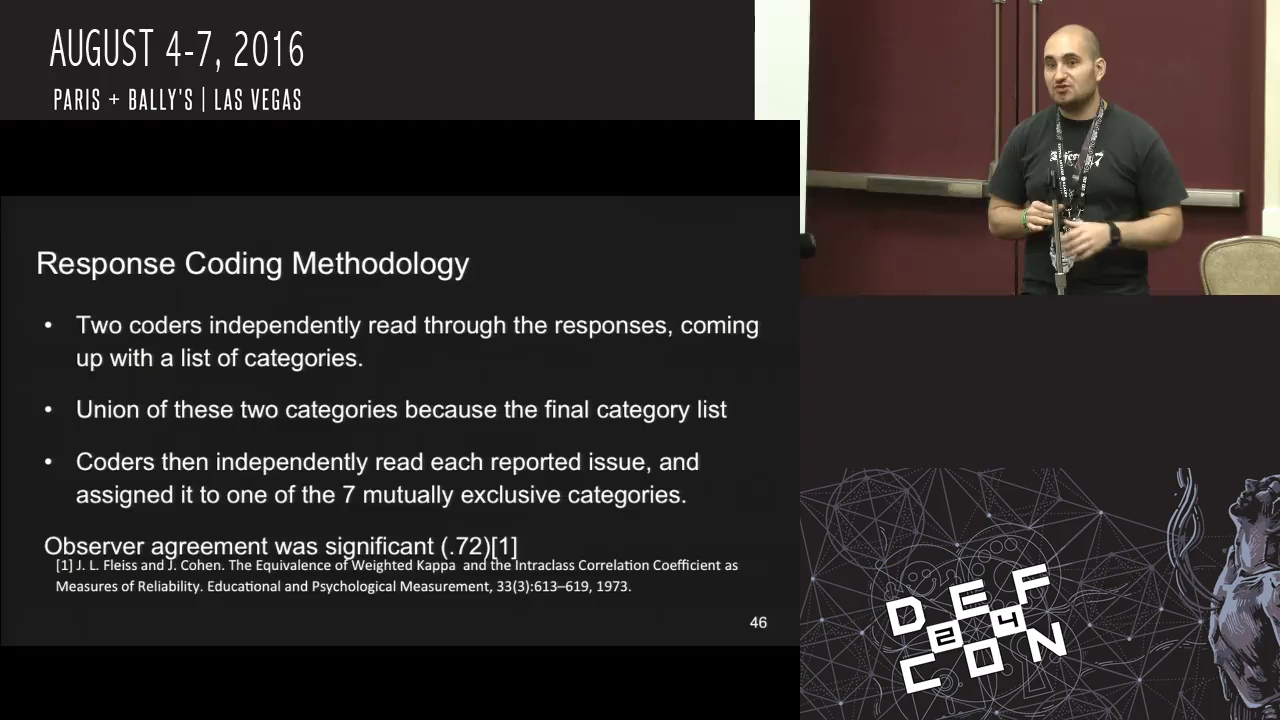 AUGUST 4-7, 2016
PARIS + BALLY'S | LAS VEGAS
Response Coding Methodology
• Two coders independently read through the responses, coming
up with a list of categories.
• Union of these two categories because the final category list
• Coders then independently read each reported issue, and
assigned it to one of the 7 mutually exclusive categories.
Observer agreement was significant (.72)[1]
[1] J. L. Fleiss and J. Cohen. The Equivalence of Weighted Kappa and the Intraclass Correlation Coefficient as
Measures of Reliability. Educational and Psychological Measurement, 33(3):613–619, 1973.
46
DEF
24
CON